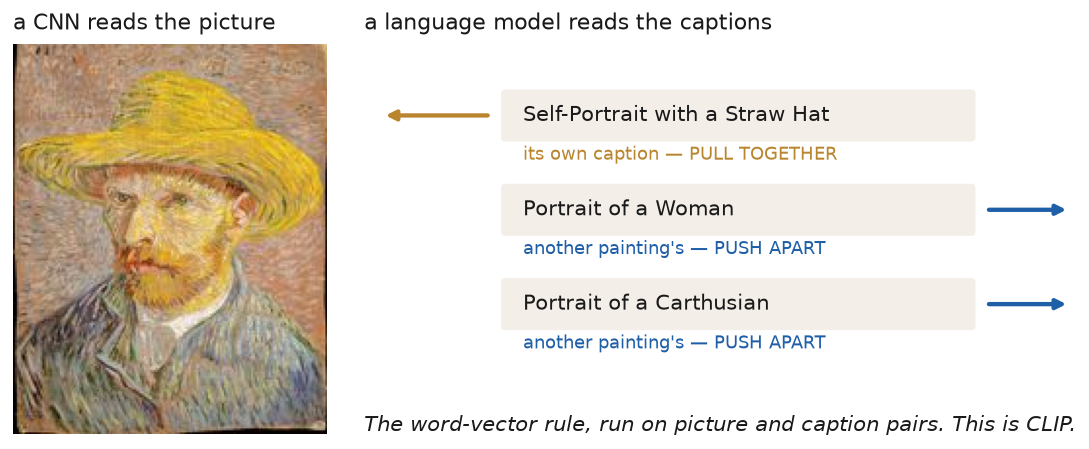 a CNN reads the picture
a language model reads the captions
Self-Portrait with a Straw Hat
its own caption — PULL TOGETHER
Portrait of a Woman
another painting's — PUSH APART
Portrait of a Carthusian
another painting's — PUSH APART
The word-vector rule, run on picture and caption pairs. This is CLIP.